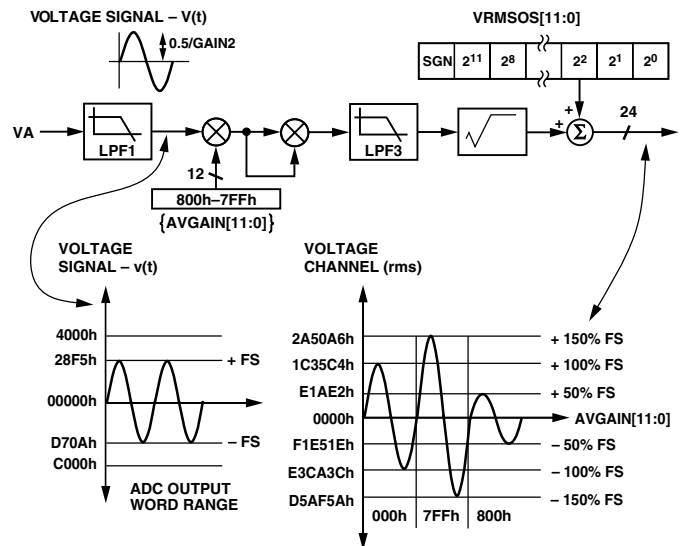 VOLTAGE SIGNAL – V(t)
0.5/GAIN2
VRMSOS[11:0]
SGN 2¹¹ 2⁸ 2² 2¹ 2⁰
VA
LPF1
12
800h–7FFh
{AVGAIN[11:0]}
LPF3
+
+
Σ
24
VOLTAGE
SIGNAL – v(t)
4000h
28F5h
+ FS
00000h
D70Ah
– FS
C000h
ADC OUTPUT
WORD RANGE
VOLTAGE
CHANNEL (rms)
2A50A6h
+ 150% FS
1C35C4h
+ 100% FS
E1AE2h
+ 50% FS
0000h
AVGAIN[11:0]
F1E51Eh
– 50% FS
E3CA3Ch
– 100% FS
D5AF5Ah
– 150% FS
000h 7FFh 800h